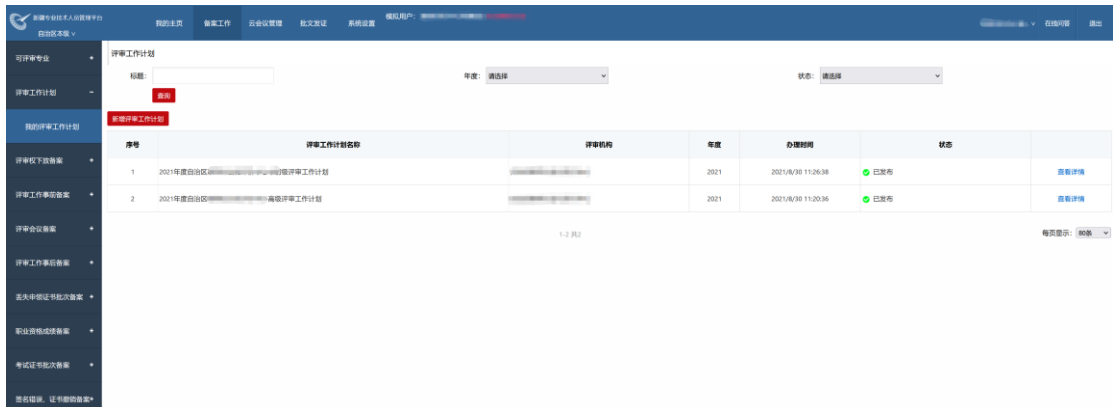 新疆专业技术人员管理平台
自治区本级
我的主页 备案工作 云会议管理 批文发证 系统设置 模拟用户:
在线问答 退出
可评审专业 +
评审工作计划 -
我的评审工作计划
评审权下放备案 +
评审工作事前备案 +
评审会议备案 +
评审工作事后备案 +
丢失申领证书批次备案 +
职业资格成绩备案 +
考试证书批次备案 +
签名错误、证书撤销备案+
评审工作计划
标题: 年度: 请选择 状态: 请选择
查询
新增评审工作计划
序号 评审工作计划名称 评审机构 年度 办理时间 状态
1 2021年度自治区 级评审工作计划 2021 2021/8/30 11:26:38 已发布 查看详情
2 2021年度自治区 高级评审工作计划 2021 2021/8/30 11:20:36 已发布 查看详情
1-2 共2
每页显示: 80条